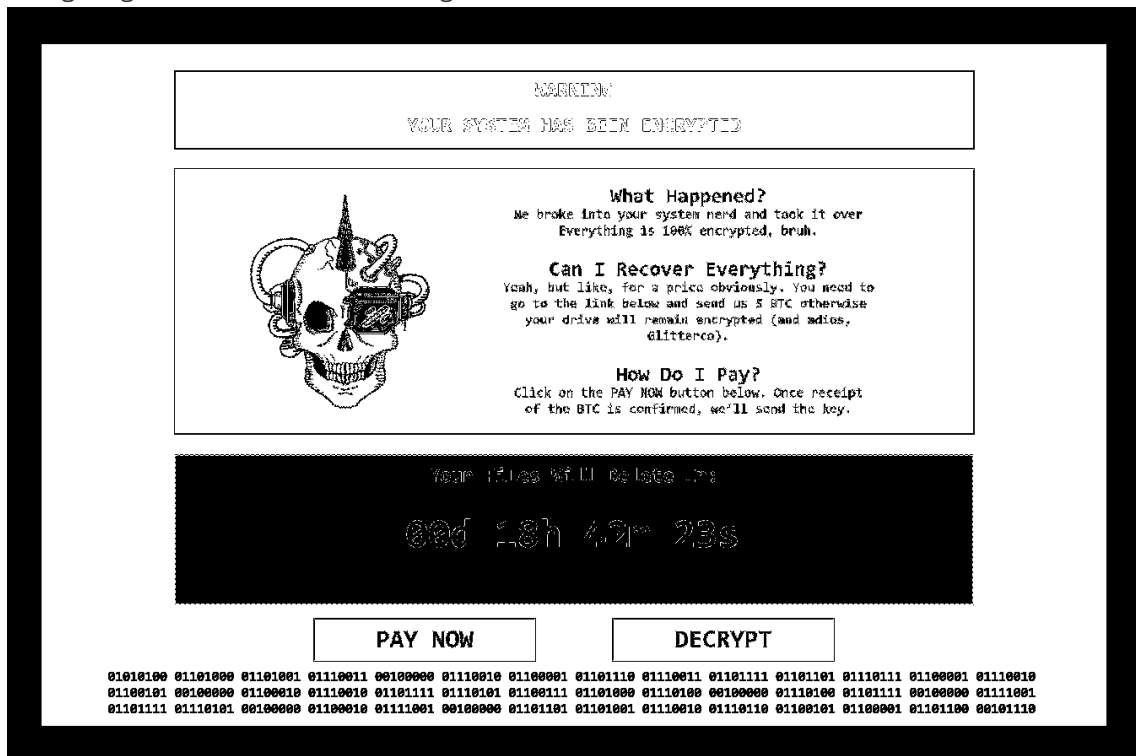 WARNING
YOUR SYSTEM HAS BEEN ENCRYPTED
What Happened?
We broke into your system nerd and took it over
Everything is 100% encrypted, bruh.
Can I Recover Everything?
Yeah, but like, for a price obviously. You need to
go to the link below and send us 5 BTC otherwise
your drive will remain encrypted (and adios,
Glitterco).
How Do I Pay?
Click on the PAY NOW button below. Once receipt
of the BTC is confirmed, we'll send the key.
Your Files Will Delete In:
00d 18h 42m 23s
PAY NOW
DECRYPT
01010100 01101000 01101001 01110011 00100000 01110010 01100001 01101110 01110011 01101111 01101101 01110111 01100001 01110010
01100101 00100000 01100010 01110010 01101111 01110101 01100111 01101000 01110100 00100000 01110100 01101111 00100000 01111001
01101111 01110101 00100000 01100010 01111001 00100000 01101101 01101001 01110010 01110110 01100101 01100001 01101100 00101110